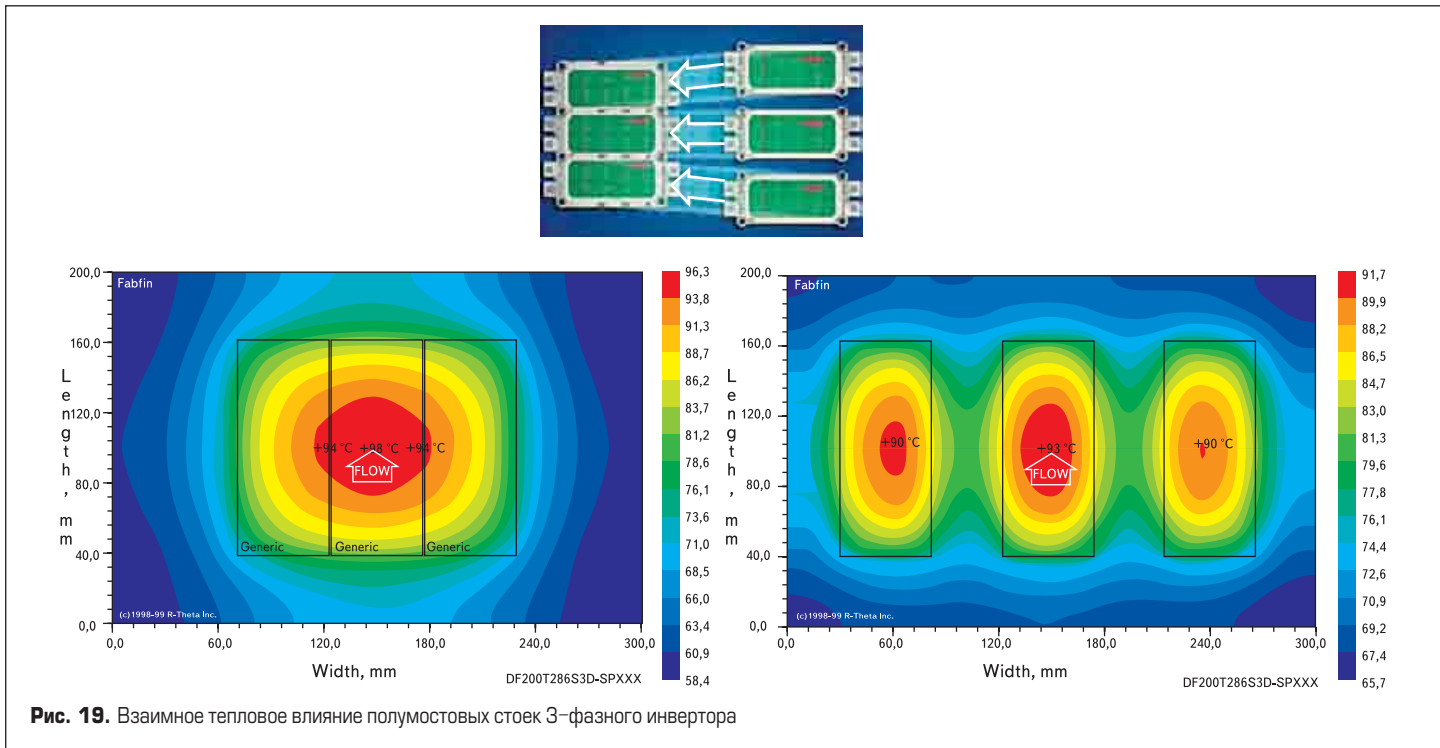 Fabfin
200,0
160,0
120,0
80,0
40,0
0,0
Length, mm
0,0
60,0
120,0
180,0
240,0
300,0
Width, mm
+94 °C
+98 °C
+94 °C
FLOW
Generic
Generic
Generic
(c)1998-99 R-Theta Inc.
DF200T286S3D-SPXXX
96,3
93,8
91,3
88,7
86,2
83,7
81,2
78,6
76,1
73,6
71,0
68,5
66,0
63,4
60,9
58,4
Fabfin
200,0
160,0
120,0
80,0
40,0
0,0
Length, mm
0,0
60,0
120,0
180,0
240,0
300,0
Width, mm
+90 °C
+93 °C
+90 °C
FLOW
(c)1998-99 R-Theta Inc.
DF200T286S3D-SPXXX
91,7
89,9
88,2
86,5
84,7
83,0
81,3
79,6
77,8
76,1
74,4
72,6
70,9
69,2
67,4
65,7
Рис. 19. Взаимное тепловое влияние полумостовых стоек 3-фазного инвертора